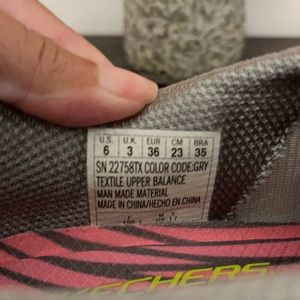 U.S. U.K. EUR CM BRA
6 3 36 23 35
SN 22758TX COLOR CODE:GRY
TEXTILE UPPER BALANCE
MAN MADE MATERIAL
MADE IN CHINA/HECHO EN CHINA
ECHERS